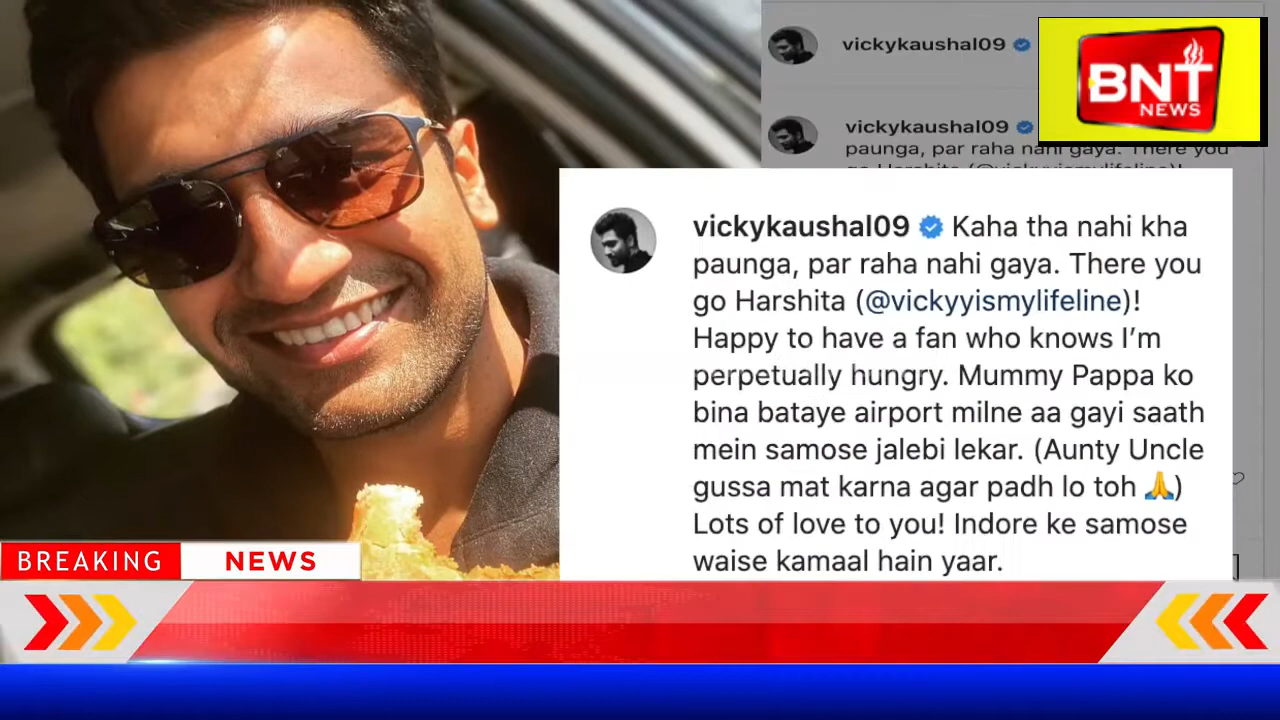 vickykaushal09
vickykaushal09
paunga, par raha nahi gaya. There you
BNT
NEWS
vickykaushal09 Kaha tha nahi kha
paunga, par raha nahi gaya. There you
go Harshita (@vickyyismylifeline)!
Happy to have a fan who knows I’m
perpetually hungry. Mummy Pappa ko
bina bataye airport milne aa gayi saath
mein samose jalebi lekar. (Aunty Uncle
gussa mat karna agar padh lo toh 🙏)
Lots of love to you! Indore ke samose
waise kamaal hain yaar.
BREAKING NEWS